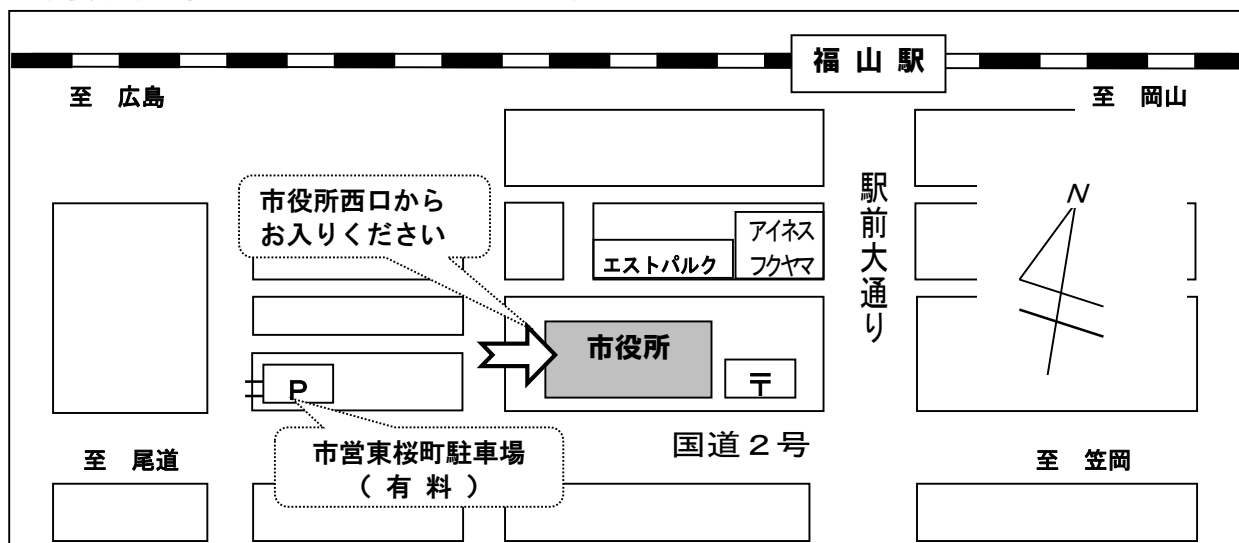 福山駅
至 広島
至 岡山
市役所西口から
お入りください
アイネス
フクヤマ
エストパルク
駅前大通り
N
市役所
〒
P
国道2号
市営東桜町駐車場
(有料)
至 尾道
至 笠岡